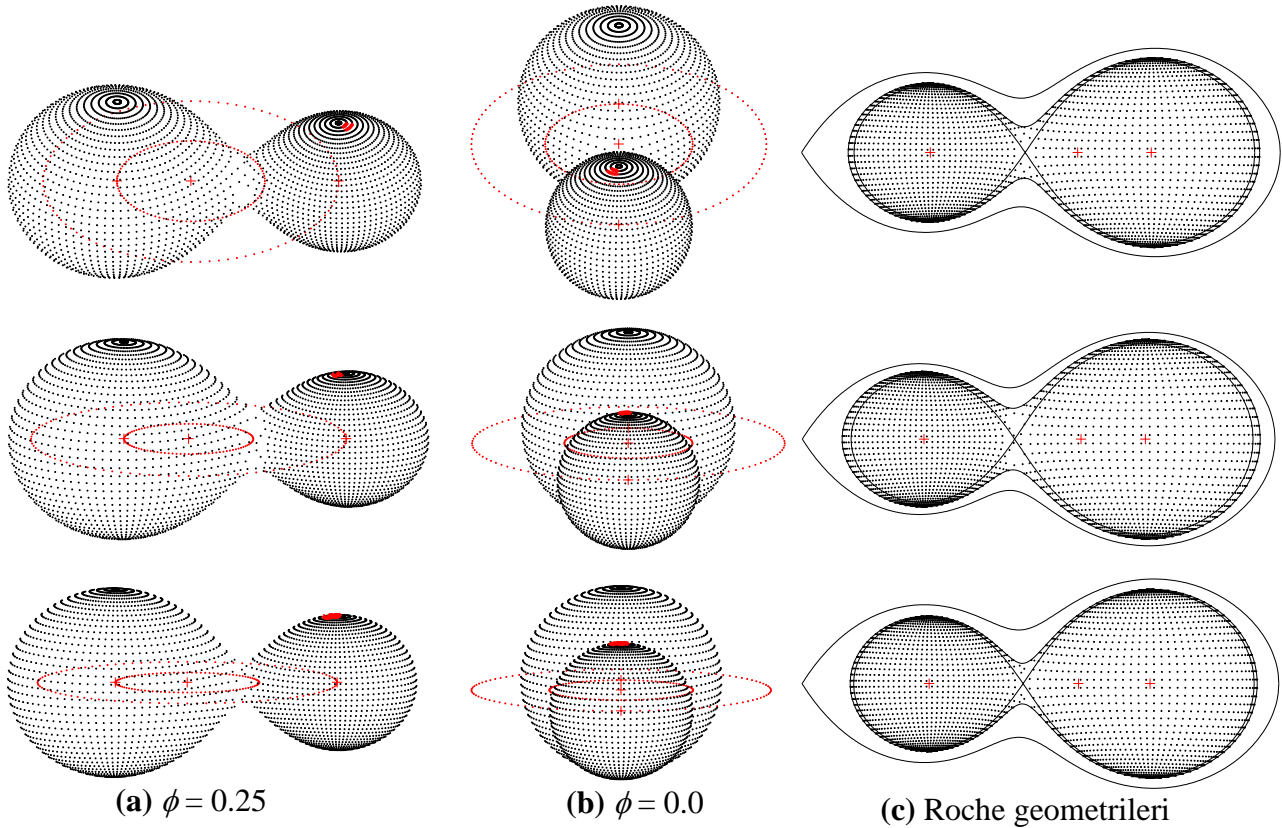 (a) ϕ = 0.25
(b) ϕ = 0.0
(c) Roche geometrileri